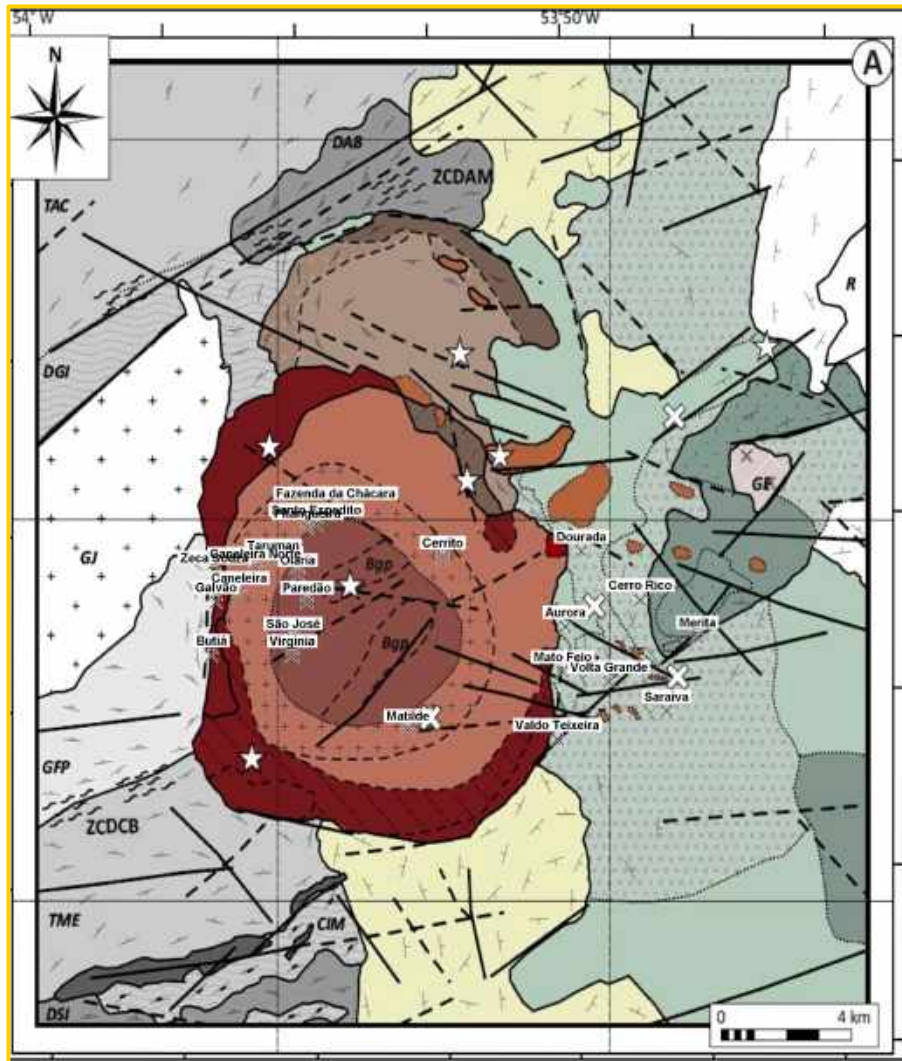 54° W
53°50' W
N
A
DAB
ZCDAM
TAC
R
DGI
GJ
Fazenda da Chácara
Santo Expedito
Dourada
Cerrito
Taruman
Caneleira Norte
Olaria
Bgp
Zeca Souza
Caneleira
Galvão
Paredão
Cerro Rico
Aurora
São José
Merita
Butiá
Virgínia
Bgp
Mato Feio
Volta Grande
Saraiva
Matilde
Valdo Teixeira
GFP
ZCDCB
TME
CIM
DSI
0 4 km